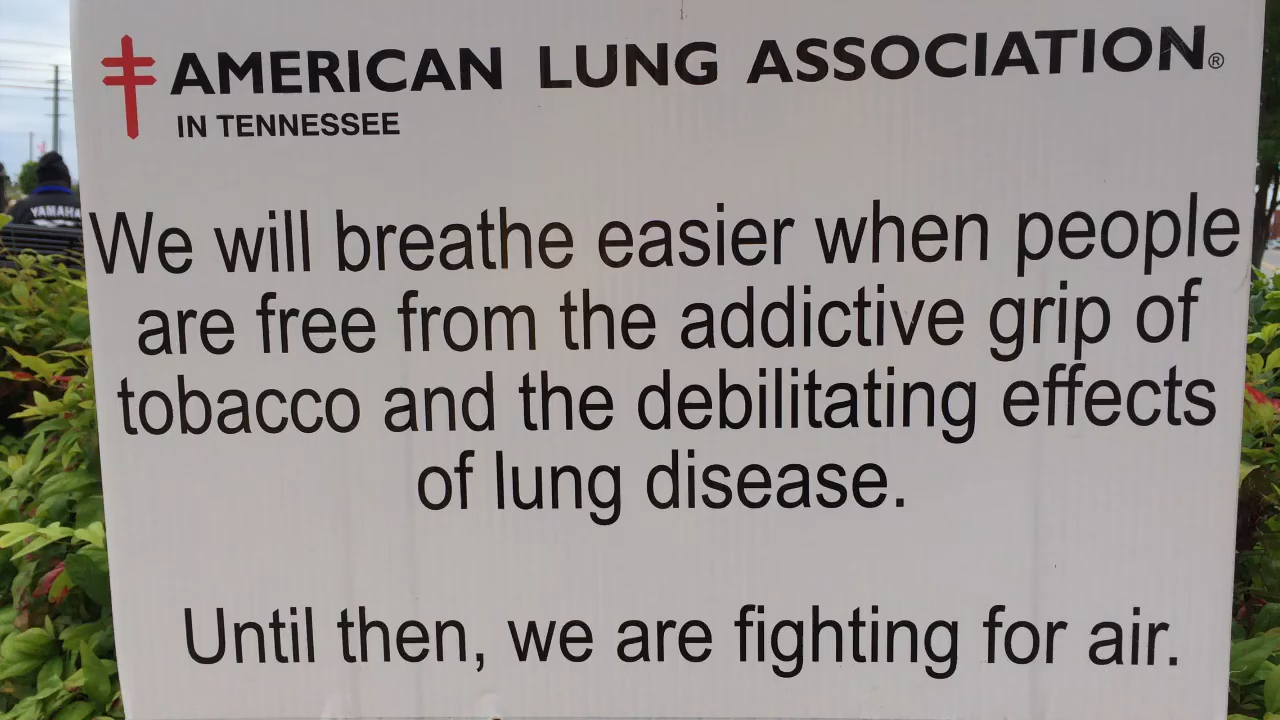 AMERICAN LUNG ASSOCIATION®
IN TENNESSEE
YAMAHA
We will breathe easier when people
are free from the addictive grip of
tobacco and the debilitating effects
of lung disease.
Until then, we are fighting for air.